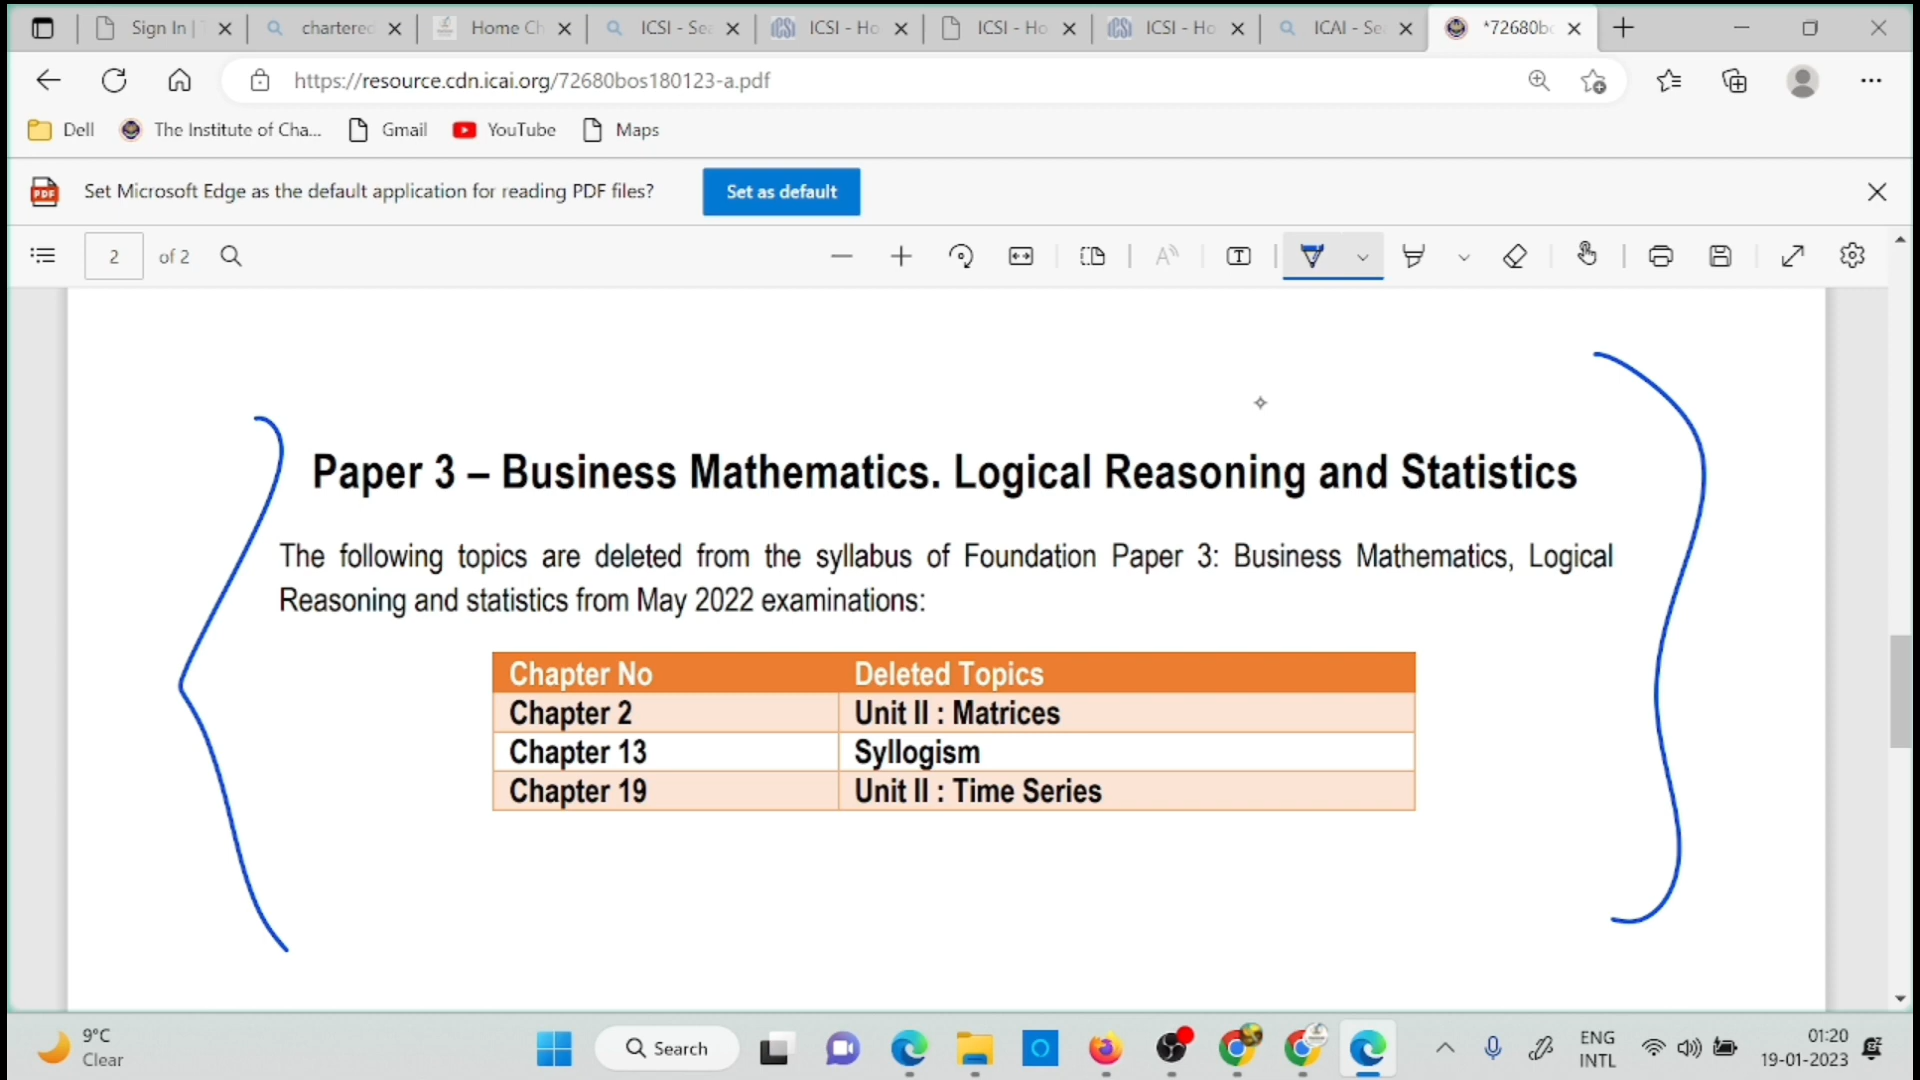 Sign In |
chartered
Home Ch
ICSI - Se
ICSI - Ho
ICSI - Ho
ICSI - Ho
ICAI - Se
*72680bo
https://resource.cdn.icai.org/72680bos180123-a.pdf
Dell
The Institute of Cha...
Gmail
YouTube
Maps
PDF
Set Microsoft Edge as the default application for reading PDF files?
Set as default
2
of 2
Paper 3 – Business Mathematics. Logical Reasoning and Statistics
The following topics are deleted from the syllabus of Foundation Paper 3: Business Mathematics, Logical
Reasoning and statistics from May 2022 examinations:
Chapter No Deleted Topics
Chapter 2 Unit II : Matrices
Chapter 13 Syllogism
Chapter 19 Unit II : Time Series
9°C
Clear
Search
ENG
INTL
01:20
19-01-2023